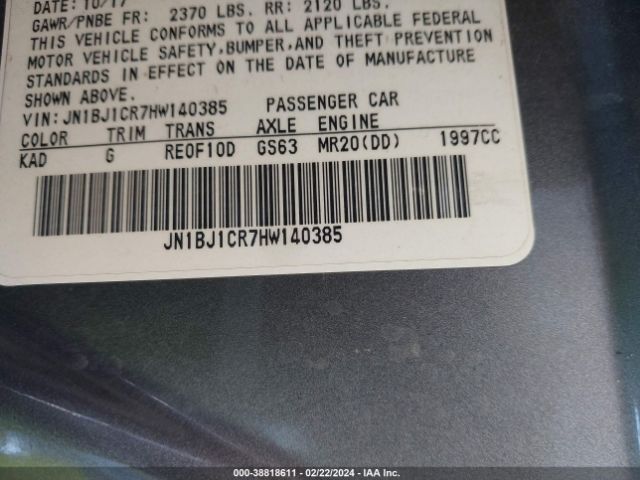 DATE: 10/17
GAWR/PNBE FR: 2370 LBS. RR: 2120 LBS.
THIS VEHICLE CONFORMS TO ALL APPLICABLE FEDERAL
MOTOR VEHICLE SAFETY,BUMPER,AND THEFT PREVENTION
STANDARDS IN EFFECT ON THE DATE OF MANUFACTURE
SHOWN ABOVE.
VIN:JN1BJ1CR7HW140385 PASSENGER CAR
COLOR TRIM TRANS AXLE ENGINE
KAD G RE0F10D GS63 MR20(DD) 1997CC
JN1BJ1CR7HW140385
000-38818611 - 02/22/2024 - IAA Inc.